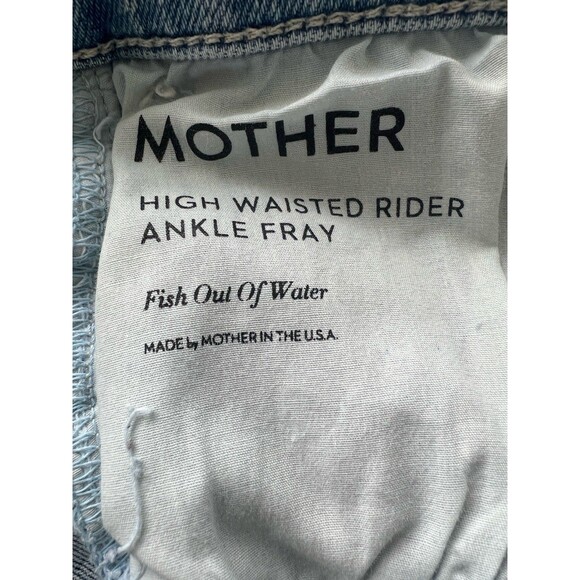 MOTHER
HIGH WAISTED RIDER
ANKLE FRAY
Fish Out Of Water
MADE by MOTHER IN THE U.S.A.